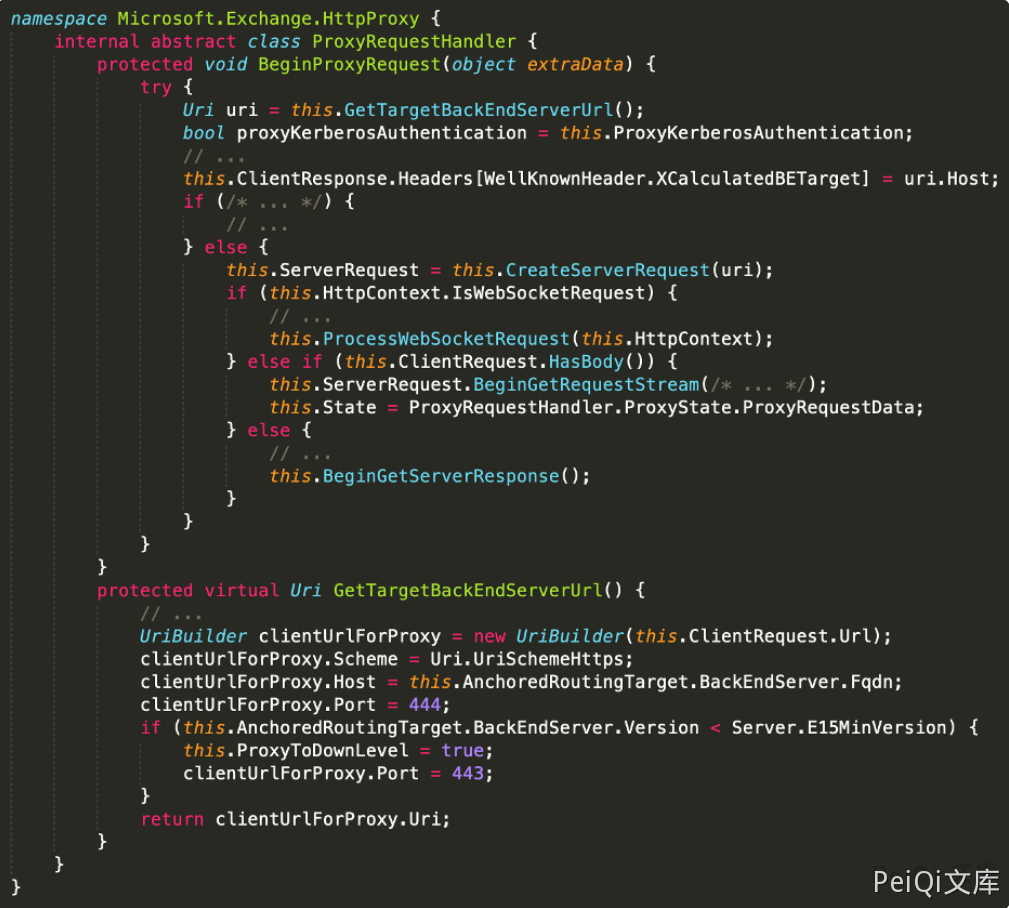 namespace Microsoft.Exchange.HttpProxy {
    internal abstract class ProxyRequestHandler {
        protected void BeginProxyRequest(object extraData) {
            try {
                Uri uri = this.GetTargetBackEndServerUrl();
                bool proxyKerberosAuthentication = this.ProxyKerberosAuthentication;
                // ...
                this.ClientResponse.Headers[WellKnownHeader.XCalculatedBETarget] = uri.Host;
                if (/* ... */) {
                    // ...
                } else {
                    this.ServerRequest = this.CreateServerRequest(uri);
                    if (this.HttpContext.IsWebSocketRequest) {
                        // ...
                        this.ProcessWebSocketRequest(this.HttpContext);
                    } else if (this.ClientRequest.HasBody()) {
                        this.ServerRequest.BeginGetRequestStream(/* ... */);
                        this.State = ProxyRequestHandler.ProxyState.ProxyRequestData;
                    } else {
                        // ...
                        this.BeginGetServerResponse();
                    }
                }
            }
        }
        protected virtual Uri GetTargetBackEndServerUrl() {
            // ...
            UriBuilder clientUrlForProxy = new UriBuilder(this.ClientRequest.Url);
            clientUrlForProxy.Scheme = Uri.UriSchemeHttps;
            clientUrlForProxy.Host = this.AnchoredRoutingTarget.BackEndServer.Fqdn;
            clientUrlForProxy.Port = 444;
            if (this.AnchoredRoutingTarget.BackEndServer.Version < Server.E15MinVersion) {
                this.ProxyToDownLevel = true;
                clientUrlForProxy.Port = 443;
            }
            return clientUrlForProxy.Uri;
        }
    }
}
PeiQi文库